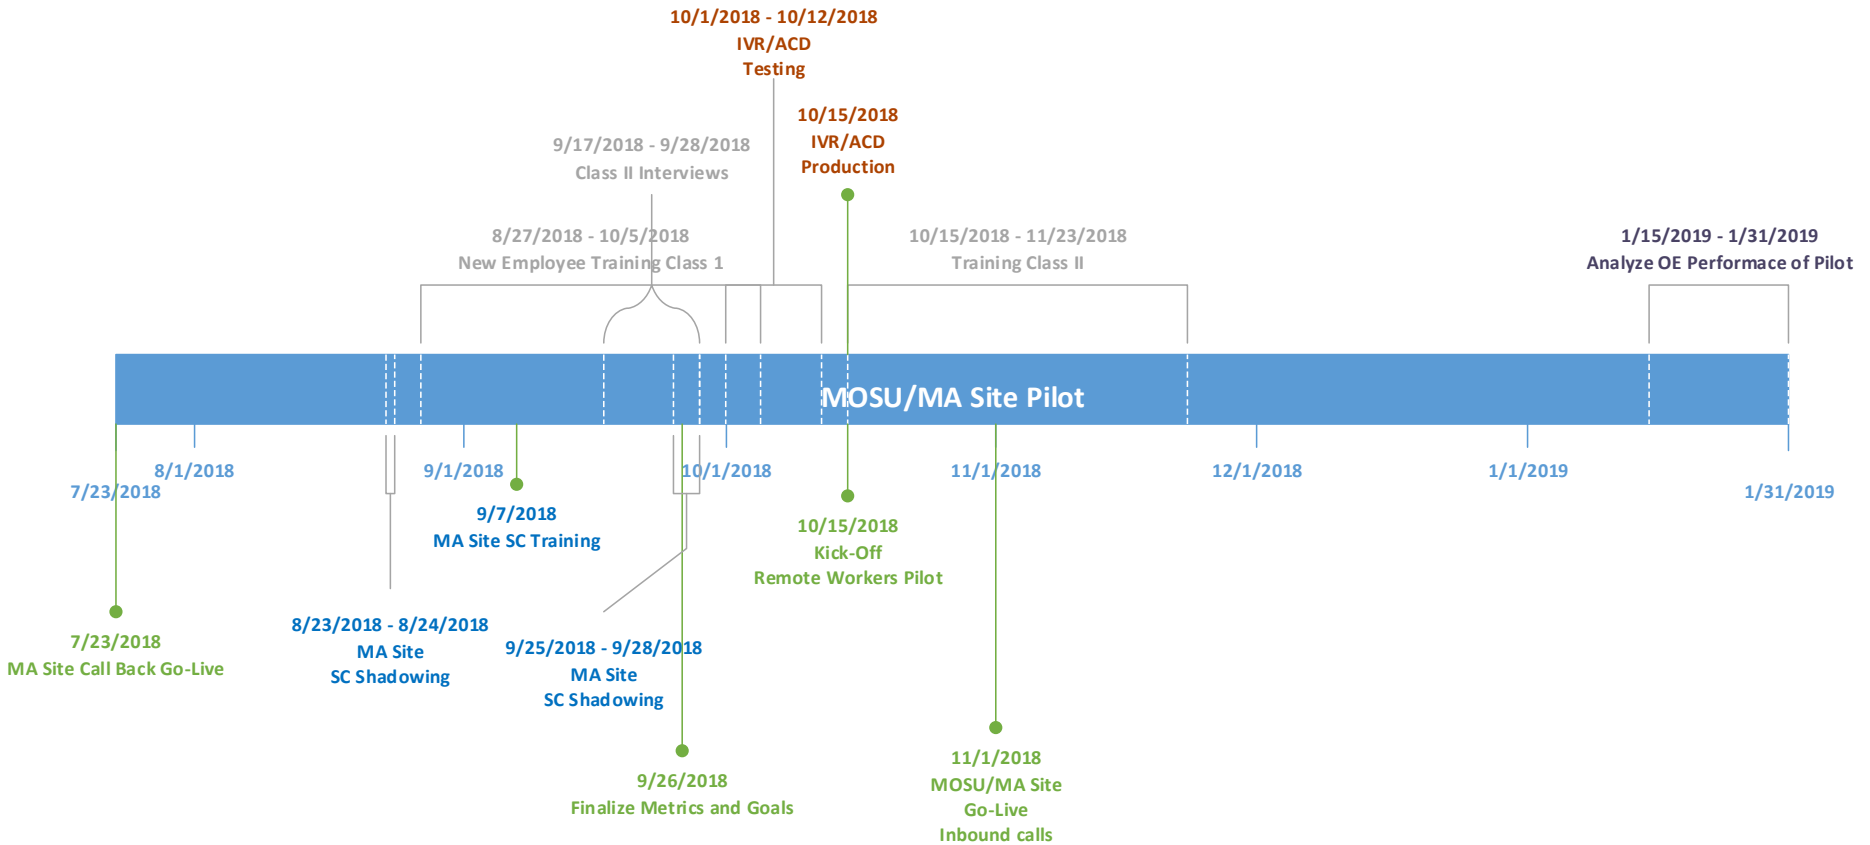 10/1/2018 - 10/12/2018
IVR/ACD
Testing
10/15/2018
IVR/ACD
Production
9/17/2018 - 9/28/2018
Class II Interviews
8/27/2018 - 10/5/2018
New Employee Training Class 1
10/15/2018 - 11/23/2018
Training Class II
1/15/2019 - 1/31/2019
Analyze OE Performace of Pilot
MOSU/MA Site Pilot
7/23/2018
8/1/2018
9/1/2018
10/1/2018
11/1/2018
12/1/2018
1/1/2019
1/31/2019
7/23/2018
MA Site Call Back Go-Live
8/23/2018 - 8/24/2018
MA Site
SC Shadowing
9/7/2018
MA Site SC Training
9/25/2018 - 9/28/2018
MA Site
SC Shadowing
9/26/2018
Finalize Metrics and Goals
10/15/2018
Kick-Off
Remote Workers Pilot
11/1/2018
MOSU/MA Site
Go-Live
Inbound calls